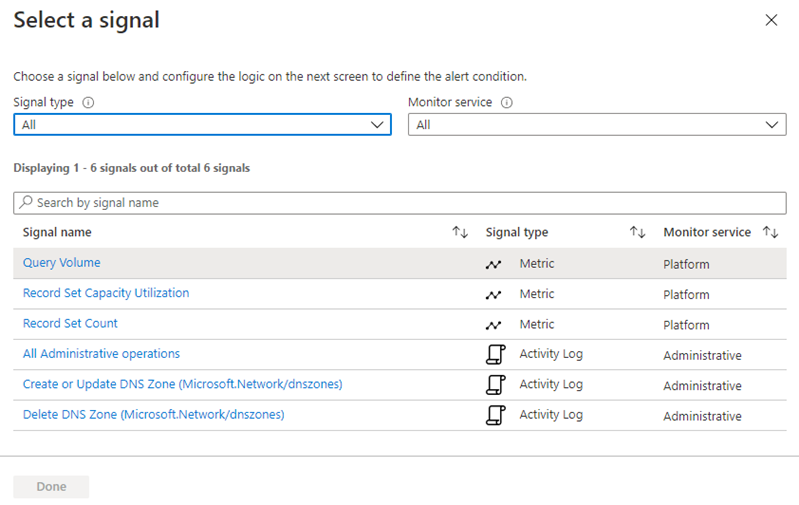 Select a signal
Choose a signal below and configure the logic on the next screen to define the alert condition.
Signal type Monitor service
All All
Displaying 1 - 6 signals out of total 6 signals
Search by signal name
Signal name Signal type Monitor service
Query Volume Metric Platform
Record Set Capacity Utilization Metric Platform
Record Set Count Metric Platform
All Administrative operations Activity Log Administrative
Create or Update DNS Zone (Microsoft.Network/dnszones) Activity Log Administrative
Delete DNS Zone (Microsoft.Network/dnszones) Activity Log Administrative
Done